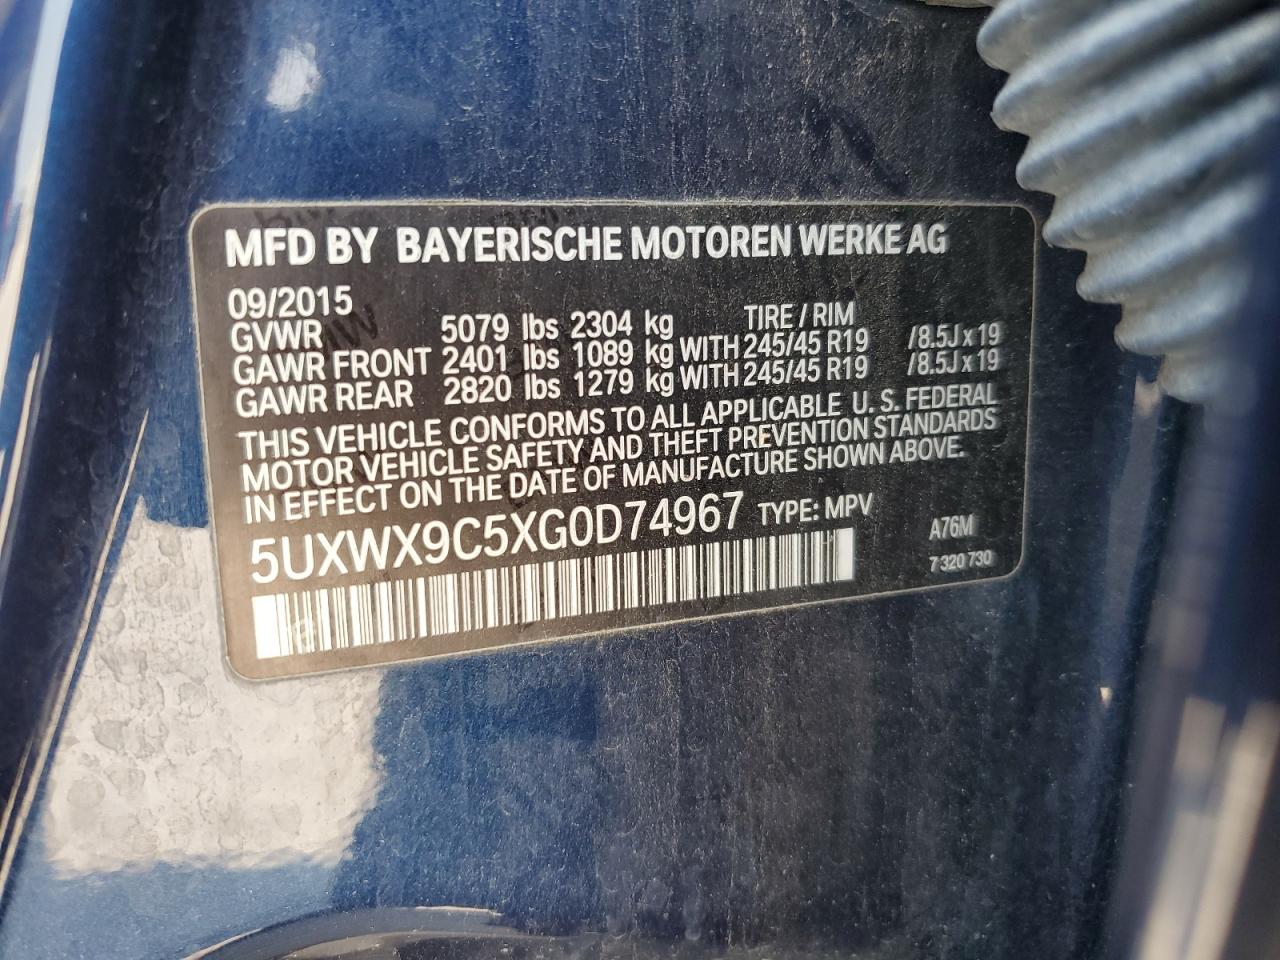 MFD BY BAYERISCHE MOTOREN WERKE AG
09/2015 TIRE / RIM
GVWR 5079 lbs 2304 kg
GAWR FRONT 2401 lbs 1089 kg WITH 245/45 R19 /8.5J x 19
GAWR REAR 2820 lbs 1279 kg WITH 245/45 R19 /8.5J x 19
THIS VEHICLE CONFORMS TO ALL APPLICABLE U. S. FEDERAL
MOTOR VEHICLE SAFETY AND THEFT PREVENTION STANDARDS
IN EFFECT ON THE DATE OF MANUFACTURE SHOWN ABOVE.
5UXWX9C5XG0D74967 TYPE: MPV
A76M
7 320 730